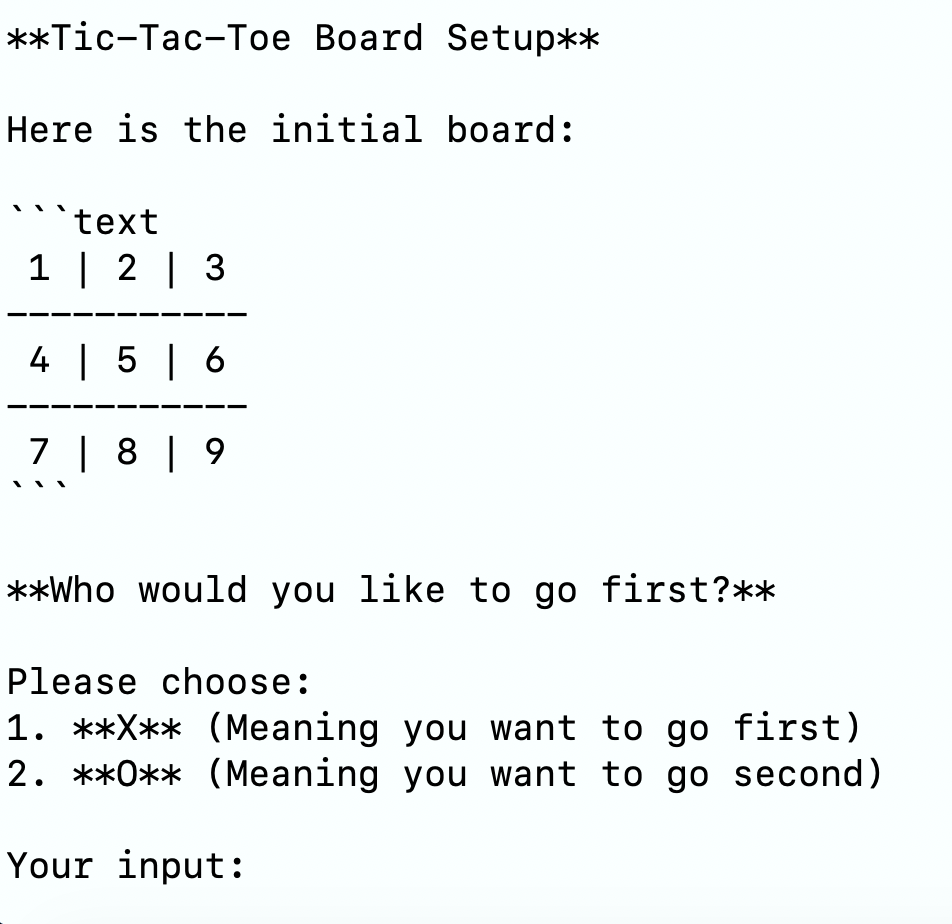 **Tic-Tac-Toe Board Setup**
Here is the initial board:
```text
1 | 2 | 3
-----------
4 | 5 | 6
-----------
7 | 8 | 9
```
**Who would you like to go first?**
Please choose:
1. **X** (Meaning you want to go first)
2. **O** (Meaning you want to go second)
Your input: